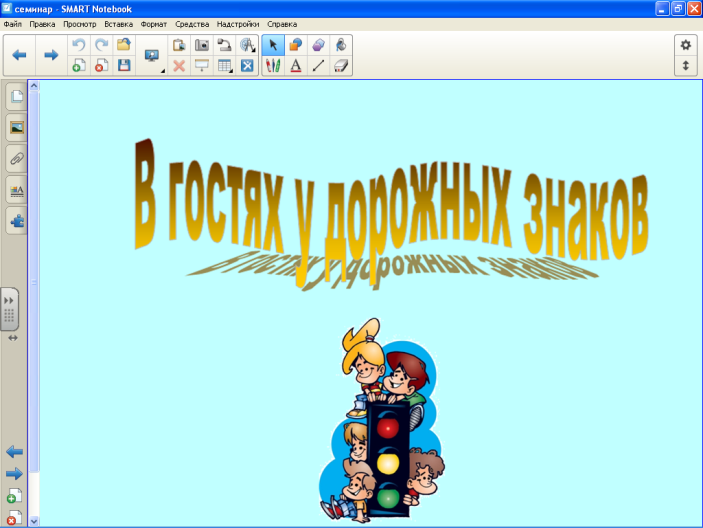 семинар - SMART Notebook
Файл Правка Просмотр Вставка Формат Средства Надстройки Справка
В гостях у дорожных знаков